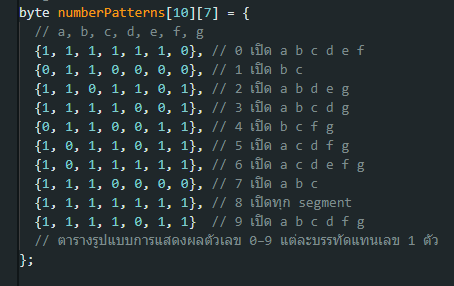 byte numberPatterns[10][7] = {
// a, b, c, d, e, f, g
{1, 1, 1, 1, 1, 1, 0}, // 0 เปิด a b c d e f
{0, 1, 1, 0, 0, 0, 0}, // 1 เปิด b c
{1, 1, 0, 1, 1, 0, 1}, // 2 เปิด a b d e g
{1, 1, 1, 1, 0, 0, 1}, // 3 เปิด a b c d g
{0, 1, 1, 0, 0, 1, 1}, // 4 เปิด b c f g
{1, 0, 1, 1, 0, 1, 1}, // 5 เปิด a c d f g
{1, 0, 1, 1, 1, 1, 1}, // 6 เปิด a c d e f g
{1, 1, 1, 0, 0, 0, 0}, // 7 เปิด a b c
{1, 1, 1, 1, 1, 1, 1}, // 8 เปิดทุก segment
{1, 1, 1, 1, 0, 1, 1}  // 9 เปิด a b c d f g
// ตารางรูปแบบการแสดงผลตัวเลข 0-9 แต่ละบรรทัดแทนเลข 1 ตัว
};